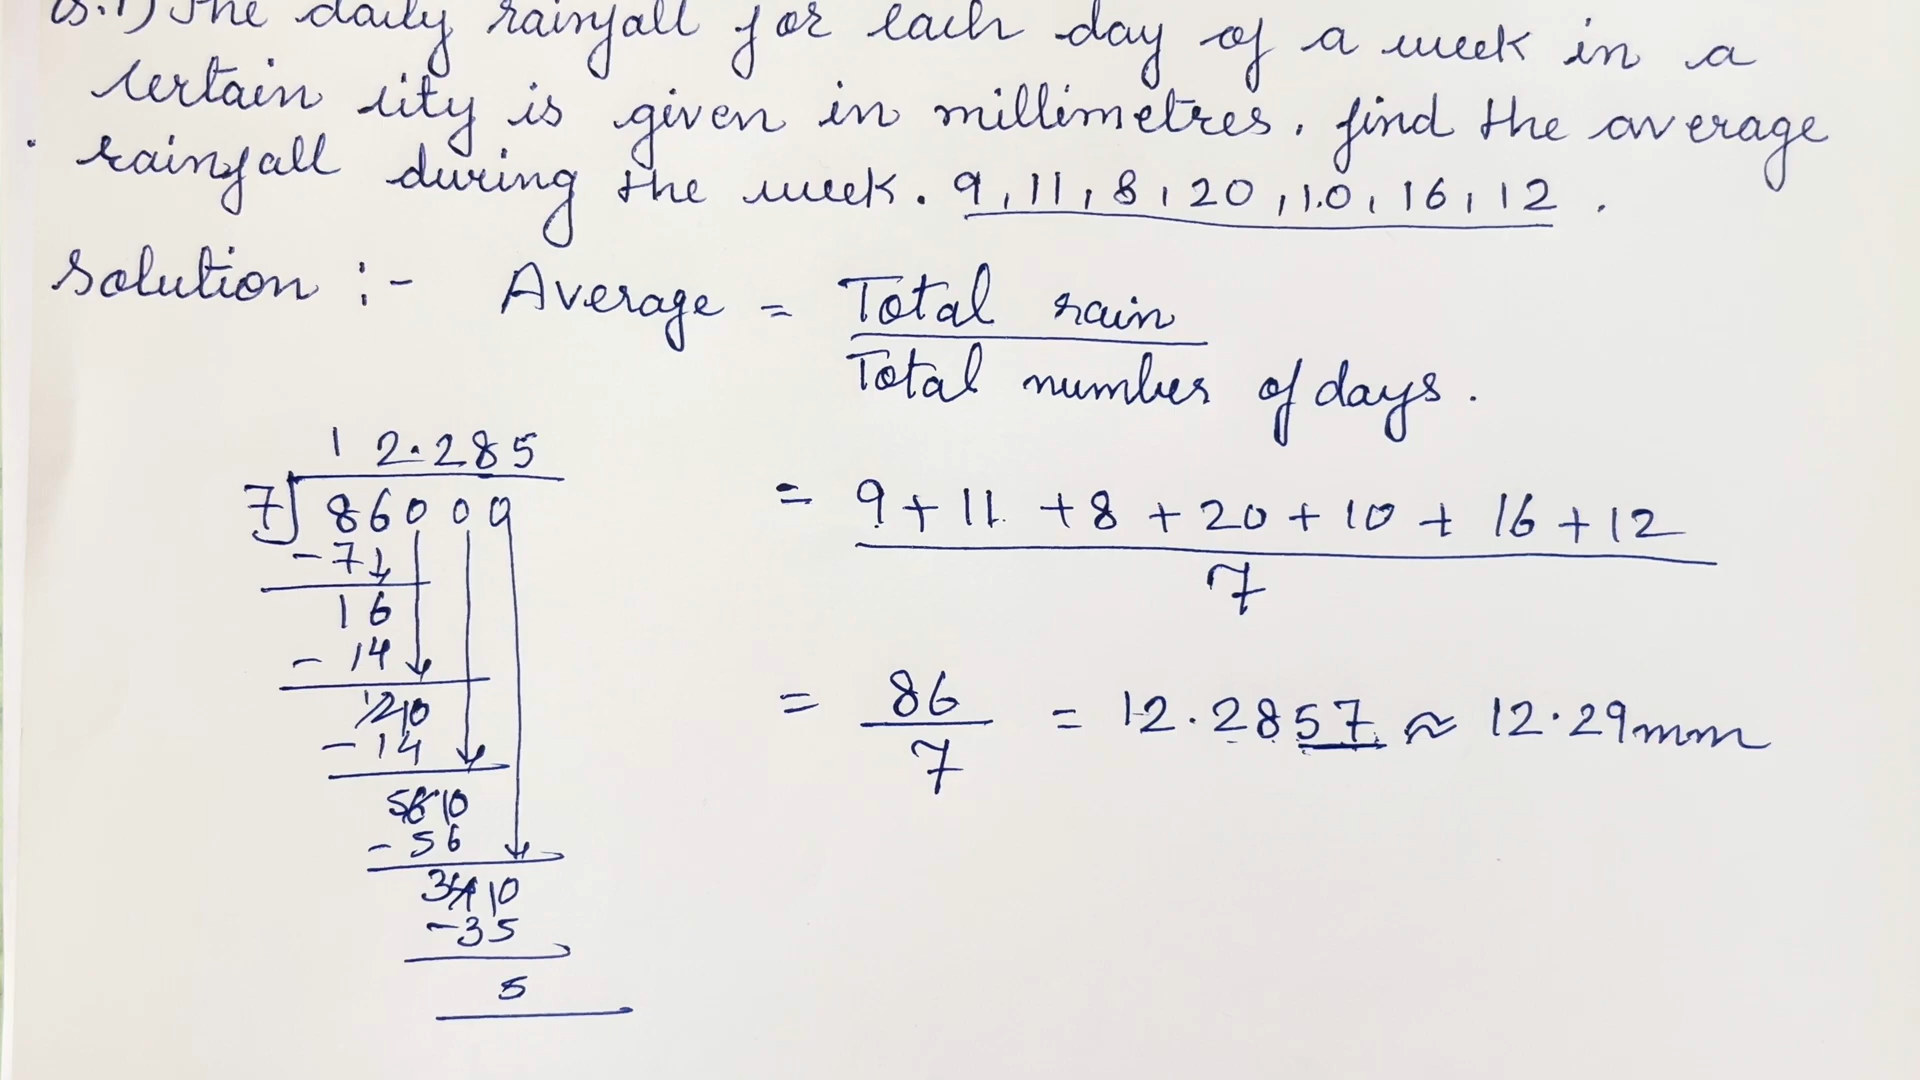 Q.1) The daily rainfall for each day of a week in a
certain city is given in millimetres. find the average
rainfall during the week. 9, 11, 8, 20, 10, 16, 12.
Solution :- Average = Total rain
Total number of days.
= 9 + 11 + 8 + 20 + 10 + 16 + 12
7
= 86
7
= 12.2857 ≈ 12.29mm
12.285
7 86000
- 7
16
- 14
20
- 14
60
- 56
40
- 35
5